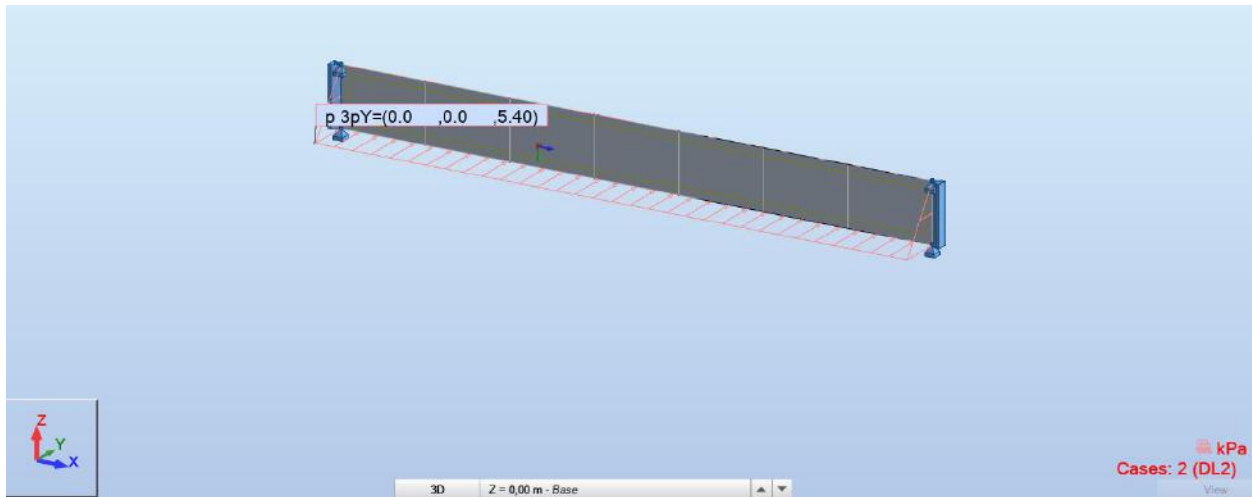 p 3pY=(0.0 ,0.0 ,5.40)
Z
Y
X
kPa
Cases: 2 (DL2)
3D Z = 0,00 m - Base
View